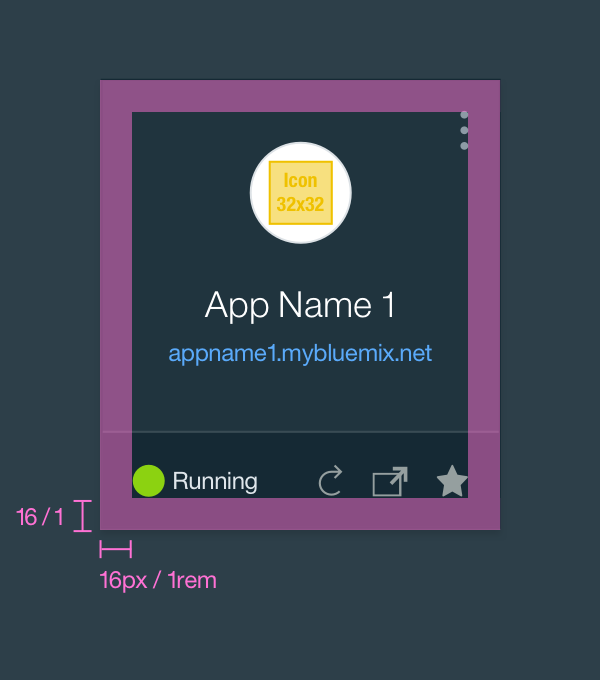 Icon
32x32
App Name 1
appname1.mybluemix.net
Running
16 / 1
16px / 1rem